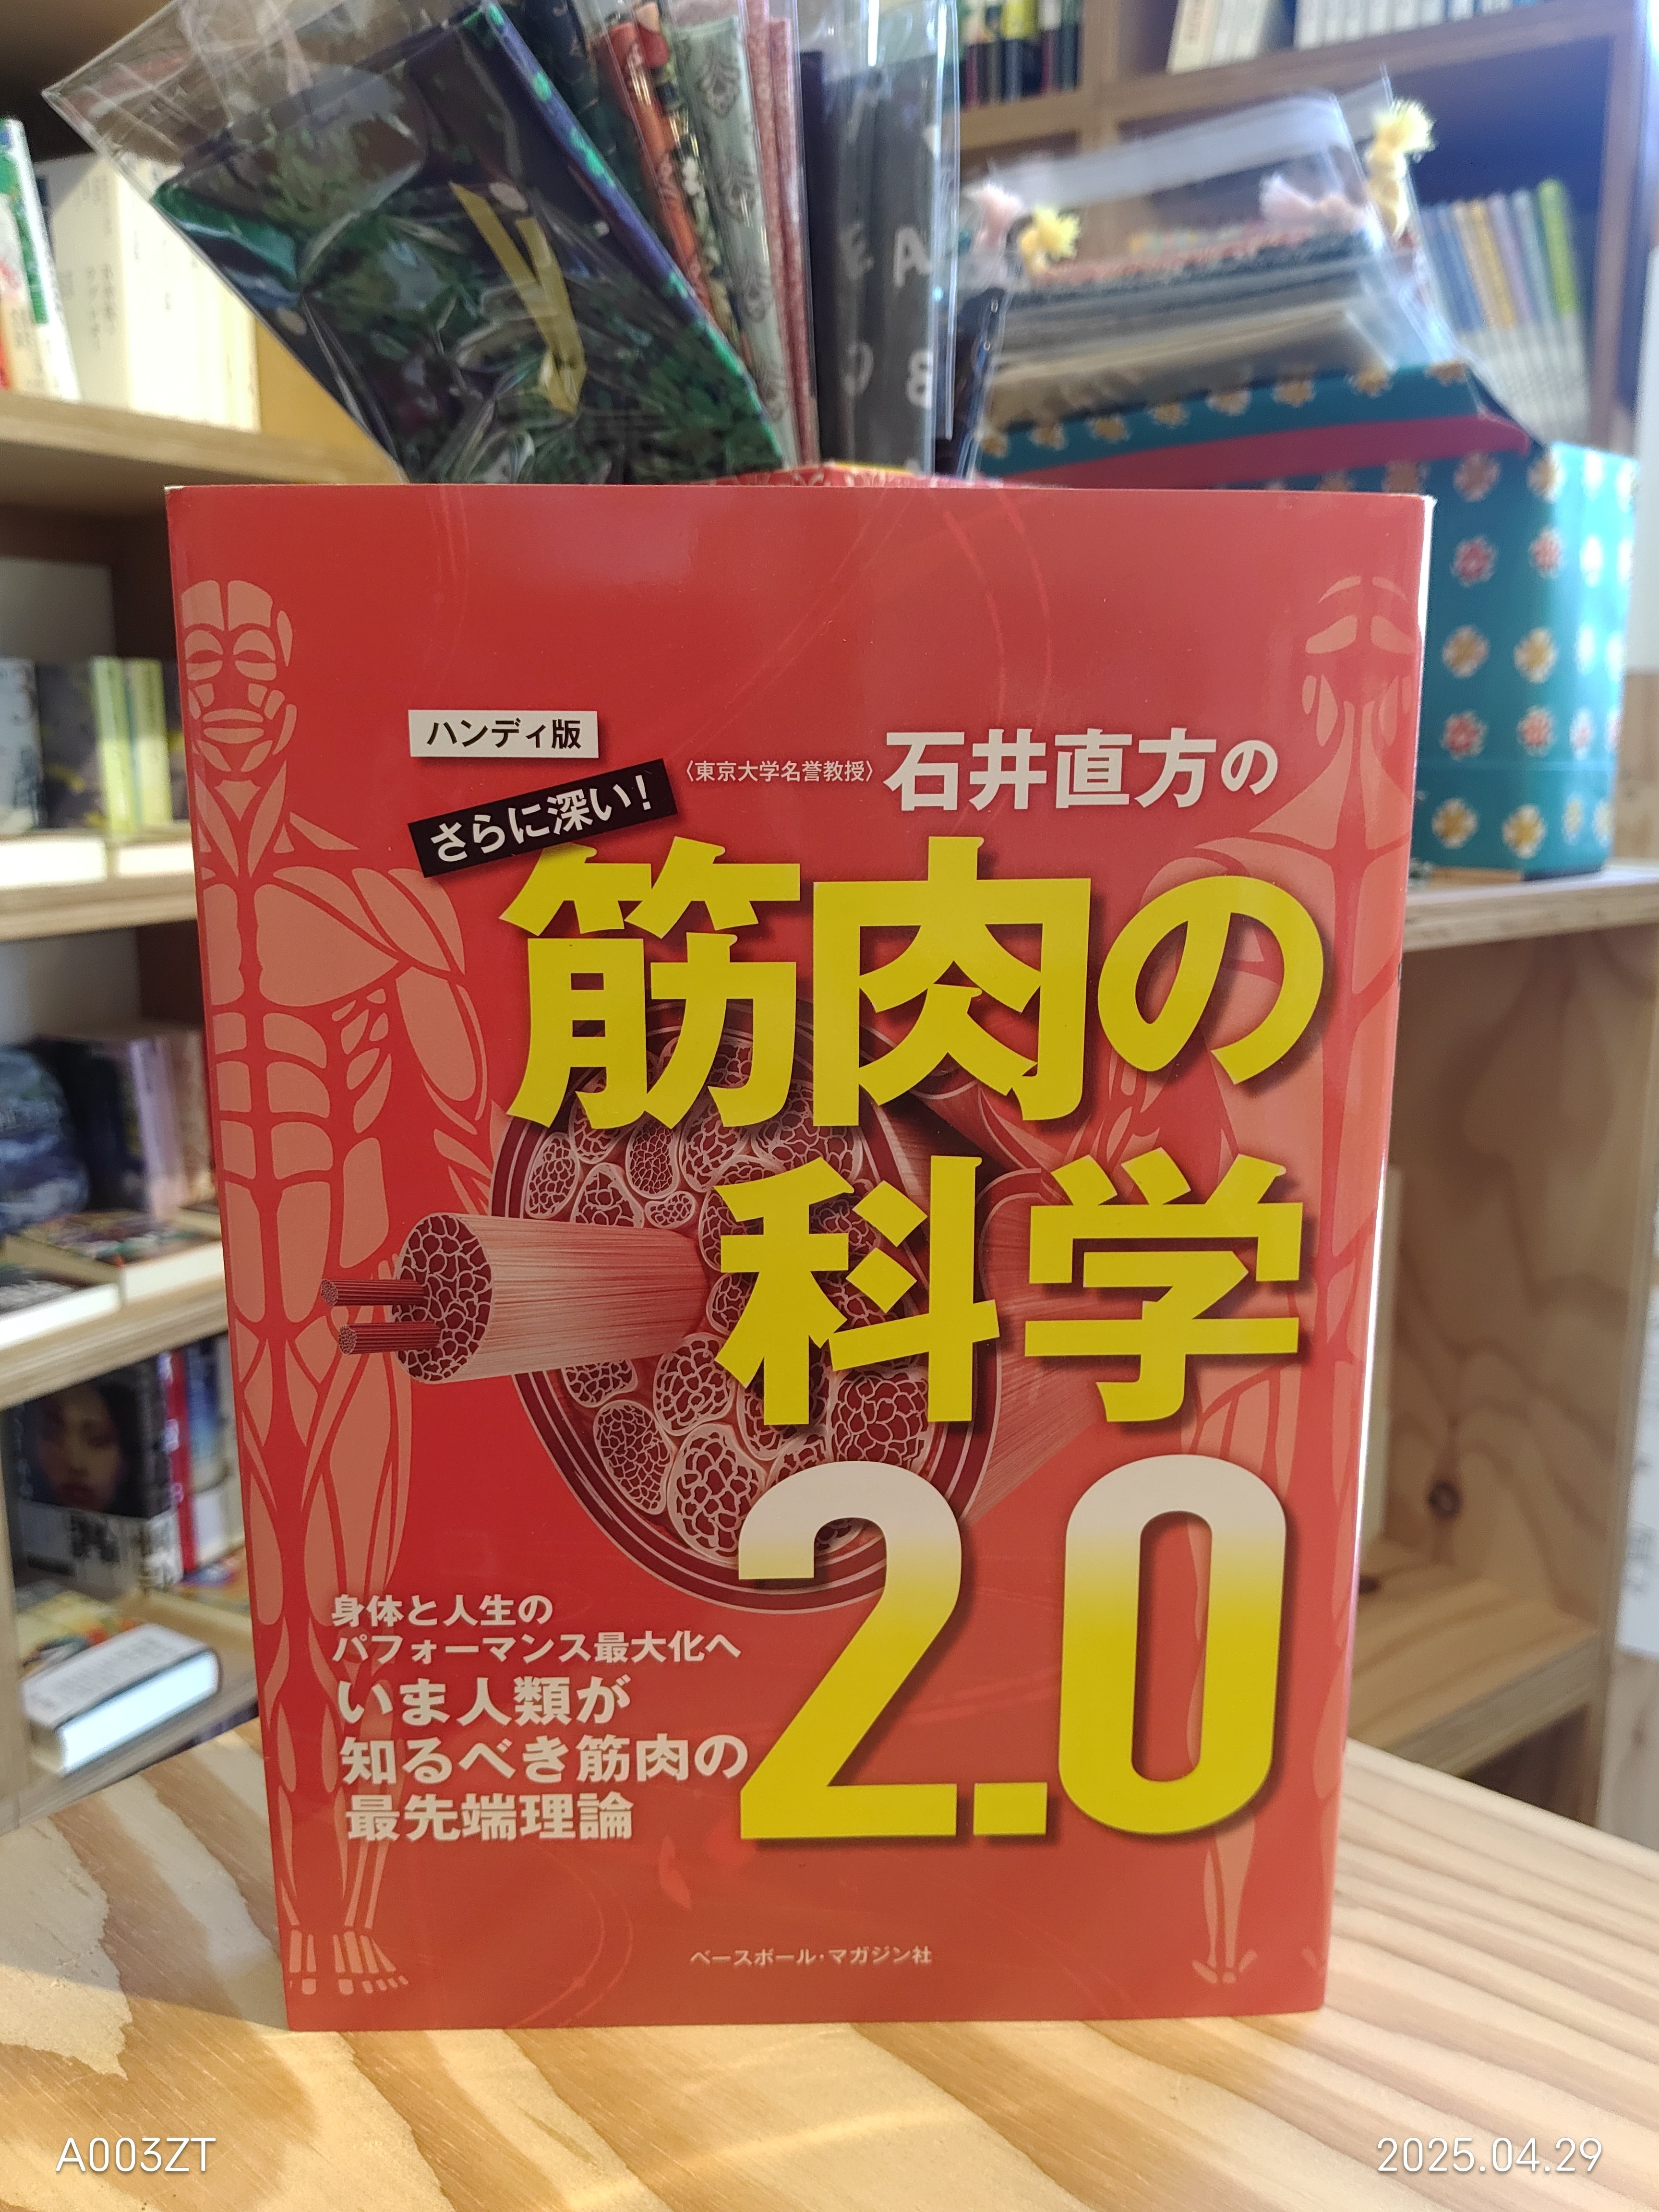 ハンディ版
さらに深い!
〈東京大学名誉教授〉石井直方の
筋肉の
科学
2.0
身体と人生の
パフォーマンス最大化へ
いま人類が
知るべき筋肉の
最先端理論
ベースボール・マガジン社
A003ZT
2025.04.29